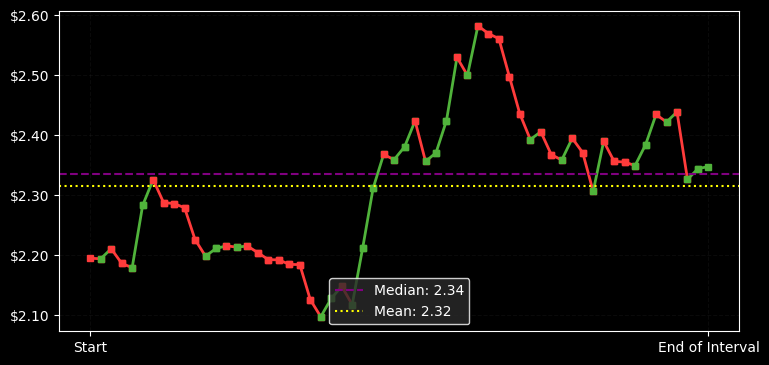 $2.60
$2.50
$2.40
$2.30
$2.20
$2.10
Median: 2.34
Mean: 2.32
Start
End of Interval